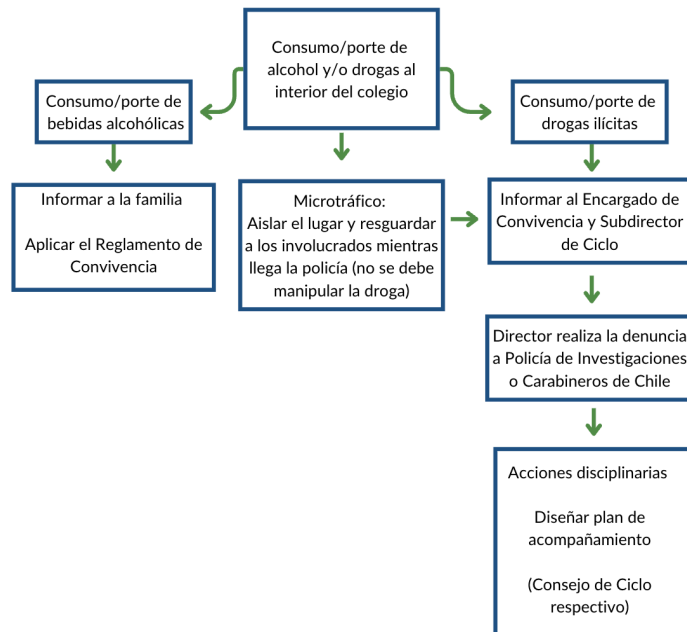 Consumo/porte de
alcohol y/o drogas al
interior del colegio
Consumo/porte de
bebidas alcohólicas
Consumo/porte de
drogas ilícitas
Informar a la familia
Aplicar el Reglamento de
Convivencia
Microtráfico:
Aislar el lugar y resguardar
a los involucrados mientras
llega la policía (no se debe
manipular la droga)
Informar al Encargado de
Convivencia y Subdirector
de Ciclo
Director realiza la denuncia
a Policía de Investigaciones
o Carabineros de Chile
Acciones disciplinarias
Diseñar plan de
acompañamiento
(Consejo de Ciclo
respectivo)